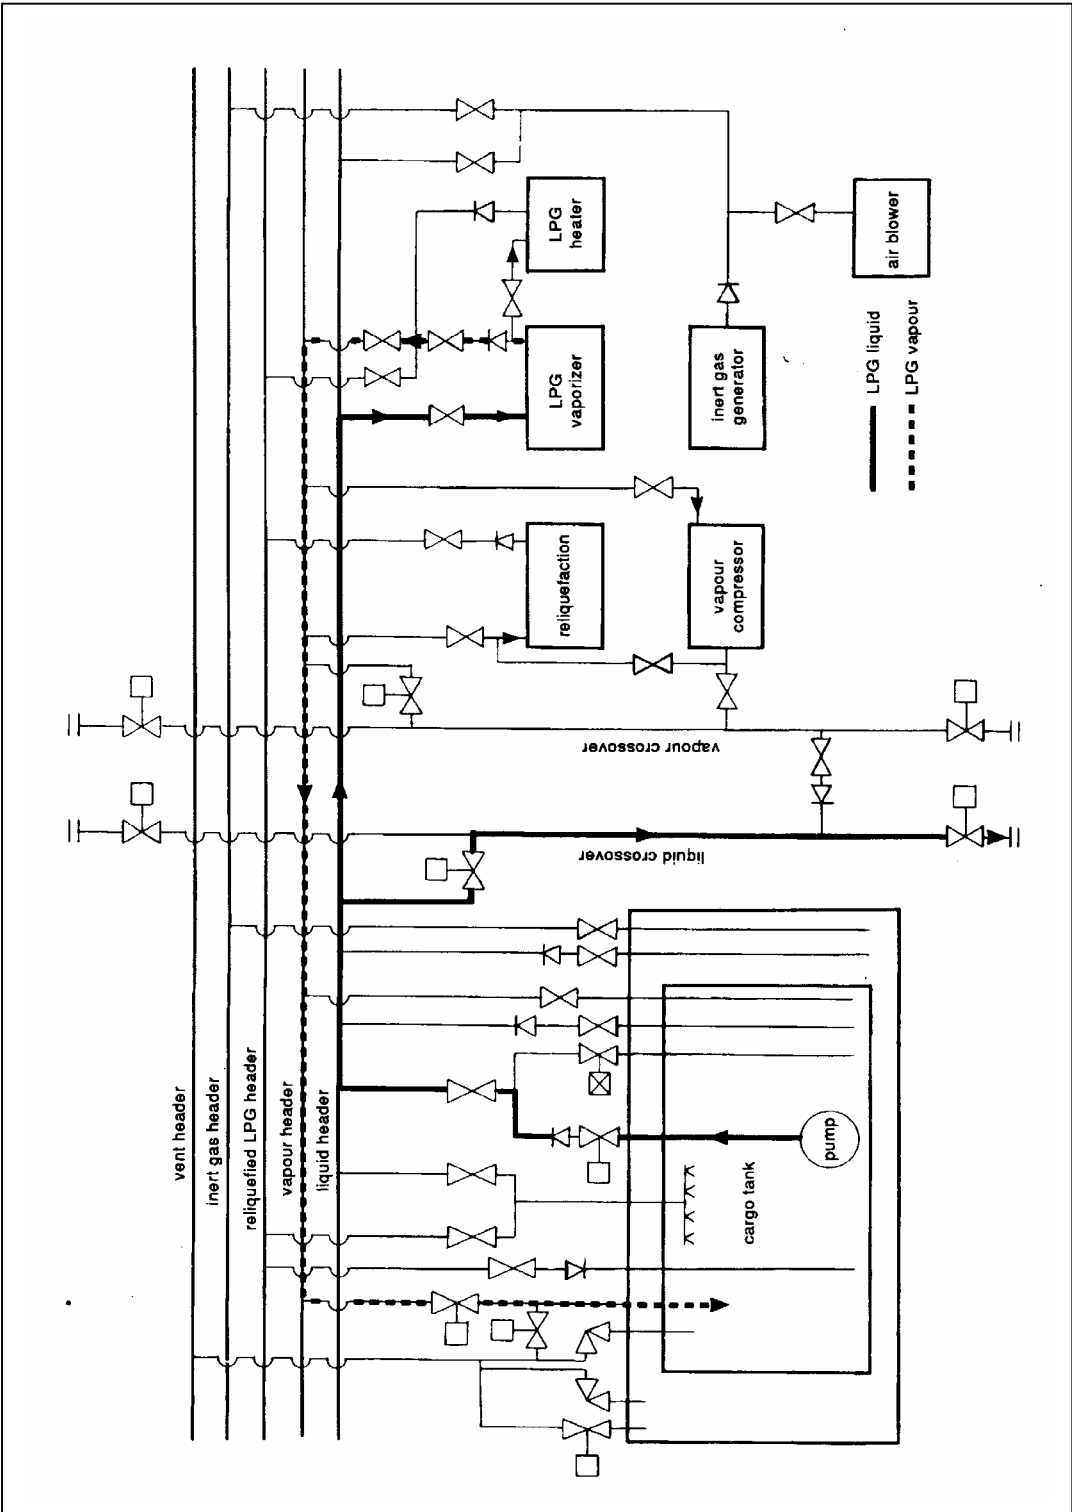 vent header
inert gas header
reliquefied LPG header
vapour header
liquid header
LPG
heater
LPG
vaporizer
air blower
inert gas
generator
LPG liquid
LPG vapour
reliquefaction
vapour
compressor
vapour crossover
liquid crossover
cargo tank
pump